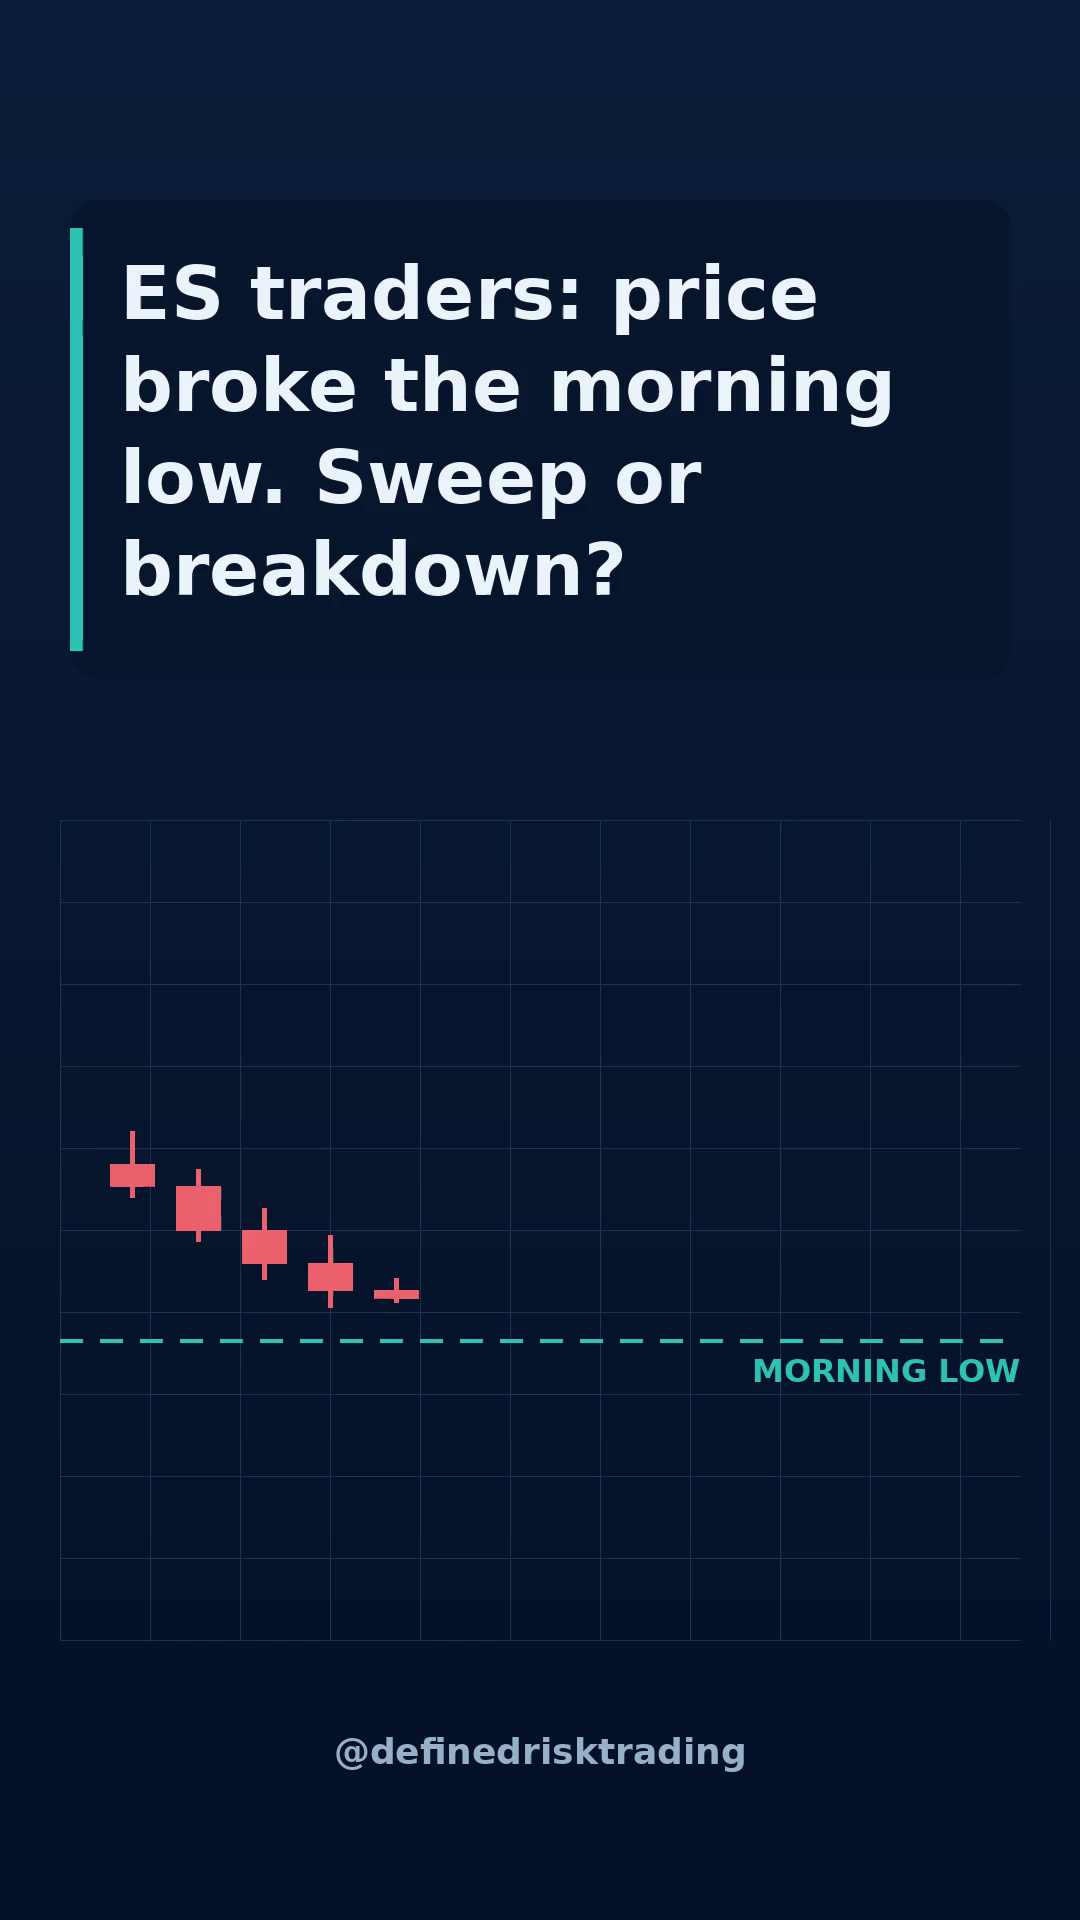 ES traders: price
broke the morning
low. Sweep or
breakdown?
MORNING LOW
@definedrisktrading